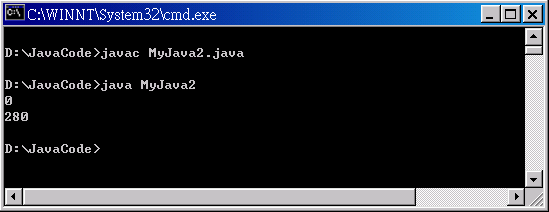 C:\WINNT\System32\cmd.exe
D:\JavaCode>javac MyJava2.java
D:\JavaCode>java MyJava2
0
280
D:\JavaCode>